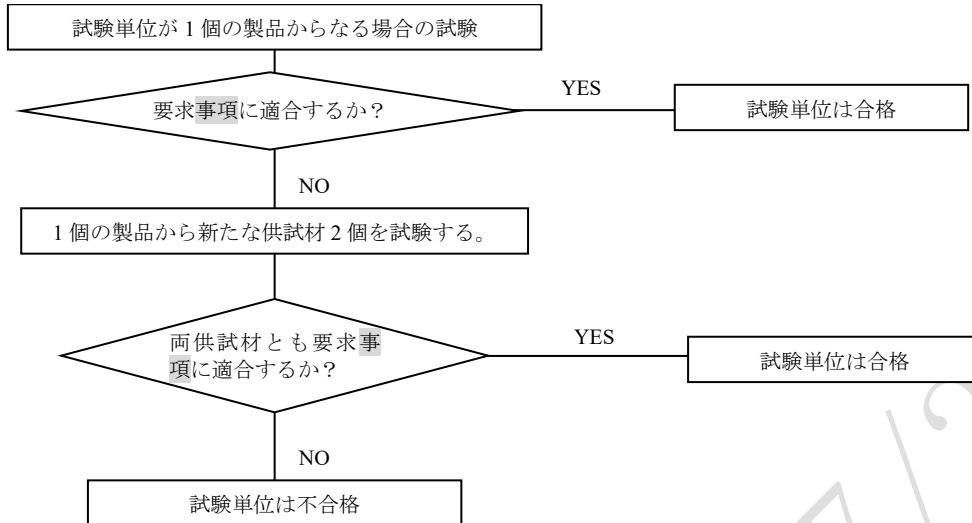 試験単位が 1 個の製品からなる場合の試験
要求事項に適合するか？
YES
試験単位は合格
NO
1 個の製品から新たな供試材 2 個を試験する。
両供試材とも要求事
項に適合するか？
YES
試験単位は合格
NO
試験単位は不合格